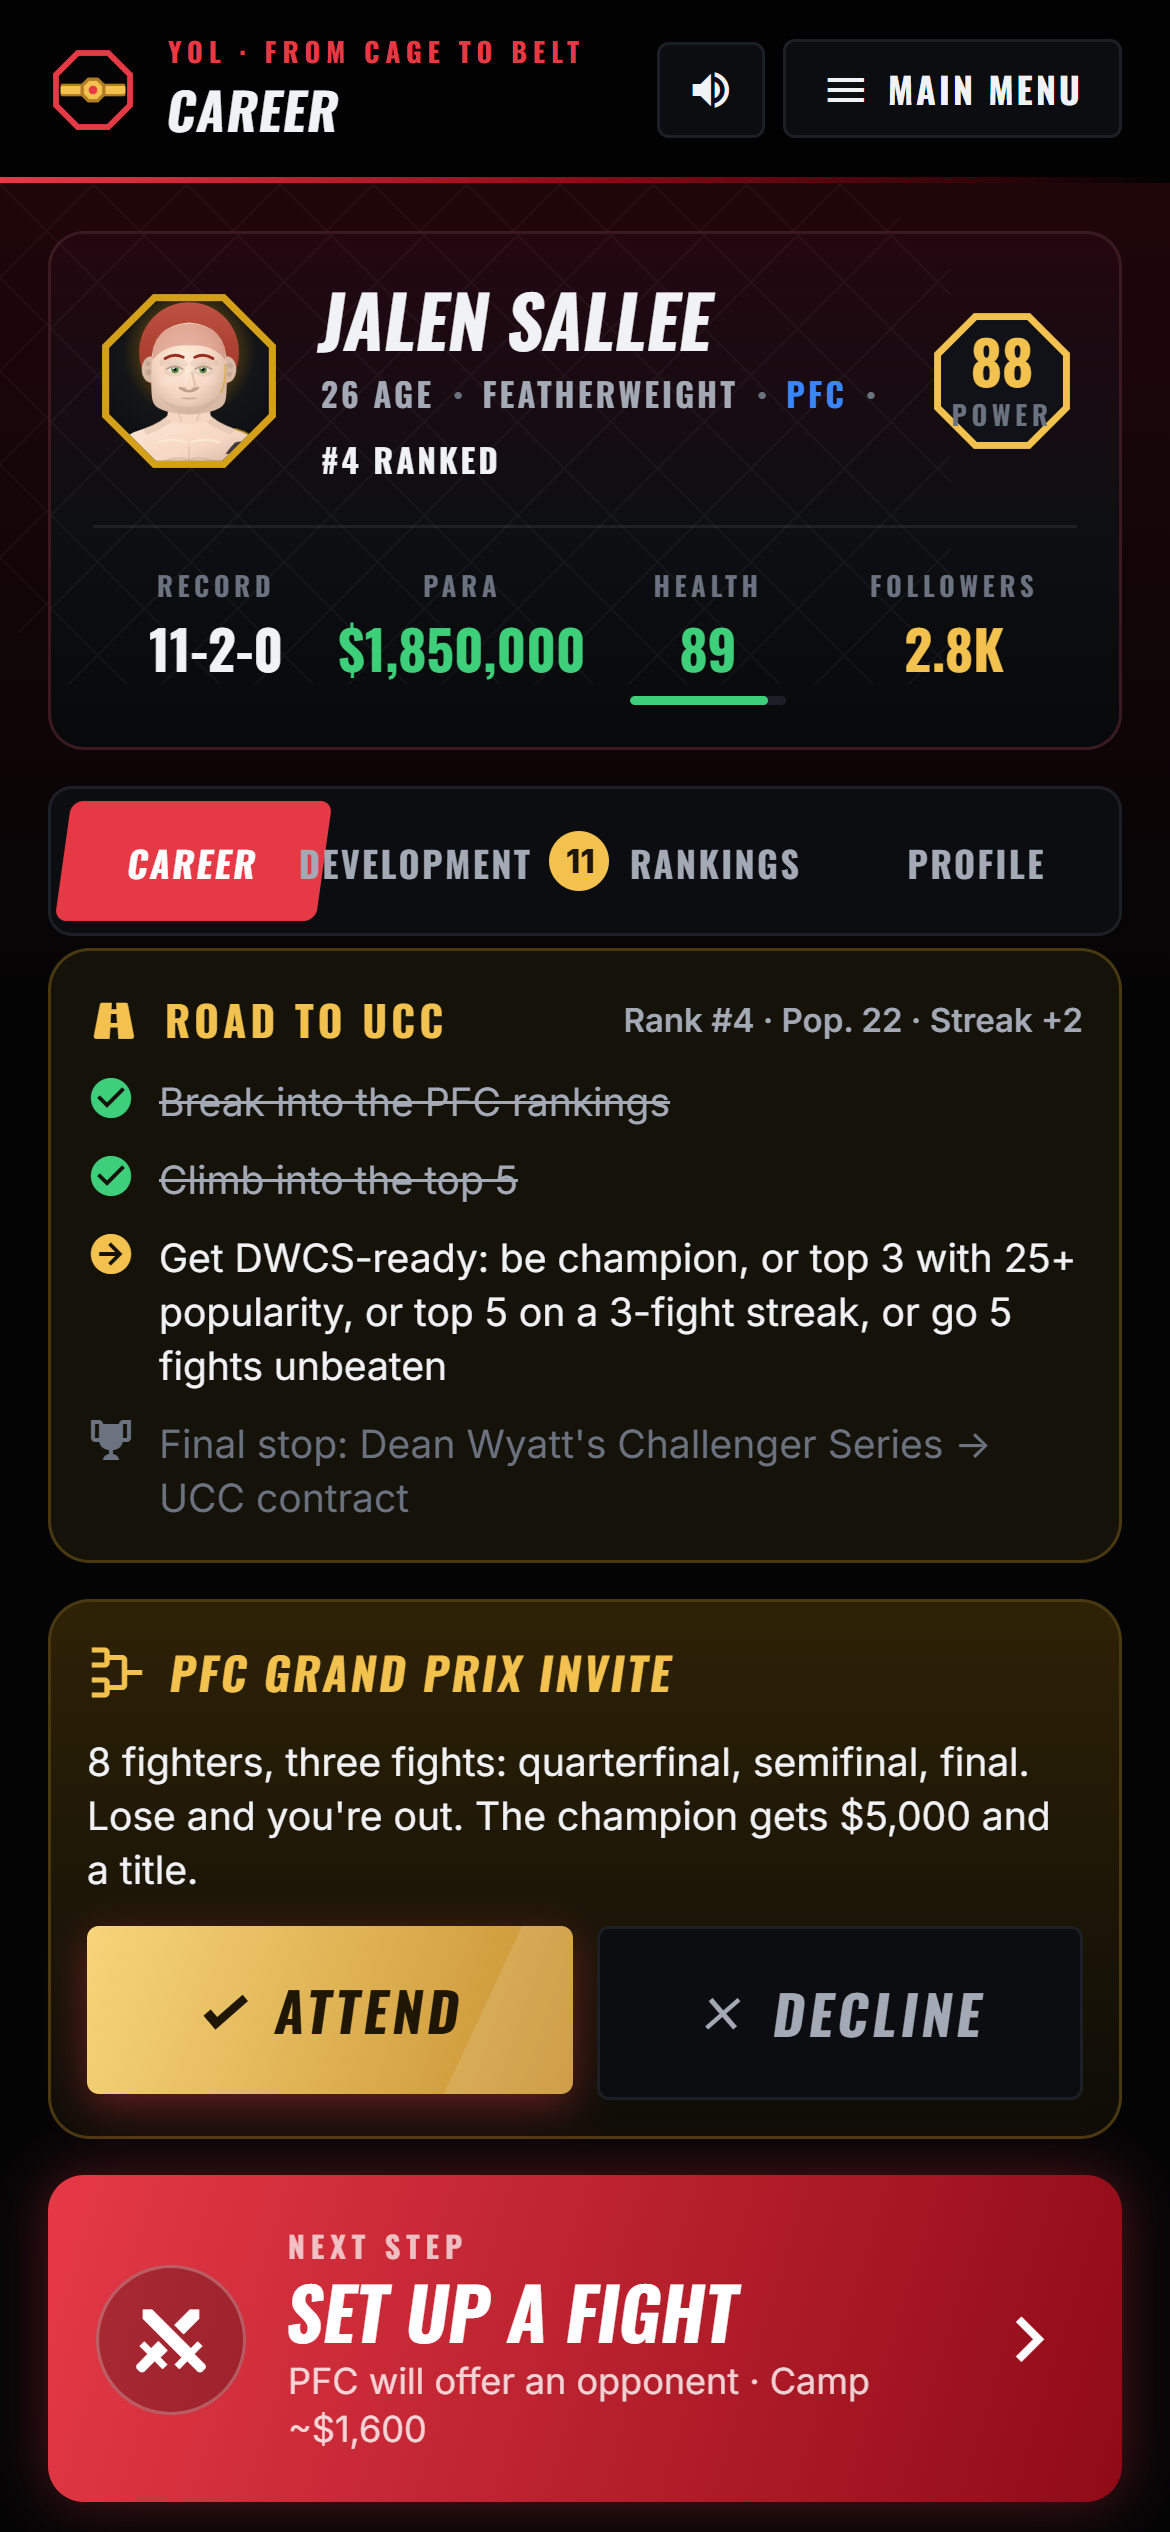 YOL · FROM CAGE TO BELT
CAREER
MAIN MENU
JALEN SALLEE
26 AGE · FEATHERWEIGHT · PFC ·
#4 RANKED
88
POWER
RECORD
11-2-0
PARA
$1,850,000
HEALTH
89
FOLLOWERS
2.8K
CAREER
DEVELOPMENT 11
RANKINGS
PROFILE
ROAD TO UCC
Rank #4 · Pop. 22 · Streak +2
Break into the PFC rankings
Climb into the top 5
Get DWCS-ready: be champion, or top 3 with 25+
popularity, or top 5 on a 3-fight streak, or go 5
fights unbeaten
Final stop: Dean Wyatt's Challenger Series →
UCC contract
PFC GRAND PRIX INVITE
8 fighters, three fights: quarterfinal, semifinal, final.
Lose and you're out. The champion gets $5,000 and
a title.
ATTEND
DECLINE
NEXT STEP
SET UP A FIGHT
PFC will offer an opponent · Camp
~$1,600